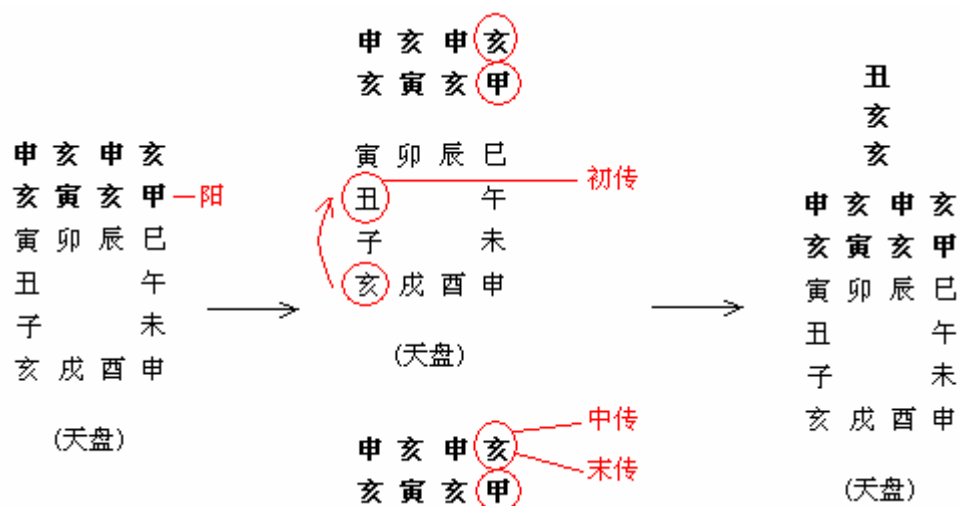 申 亥 申 亥
亥 寅 亥 甲 一阳
寅 卯 辰 巳
丑 午
子 未
亥 戌 酉 申
(天盘)
申 亥 申 亥
亥 寅 亥 甲
寅 卯 辰 巳
丑 午
初传
子 未
亥 戌 酉 申
(天盘)
申 亥 申 亥
亥 寅 亥 甲
中传
末传
丑
亥
亥
申 亥 申 亥
亥 寅 亥 甲
寅 卯 辰 巳
丑 午
子 未
亥 戌 酉 申
(天盘)